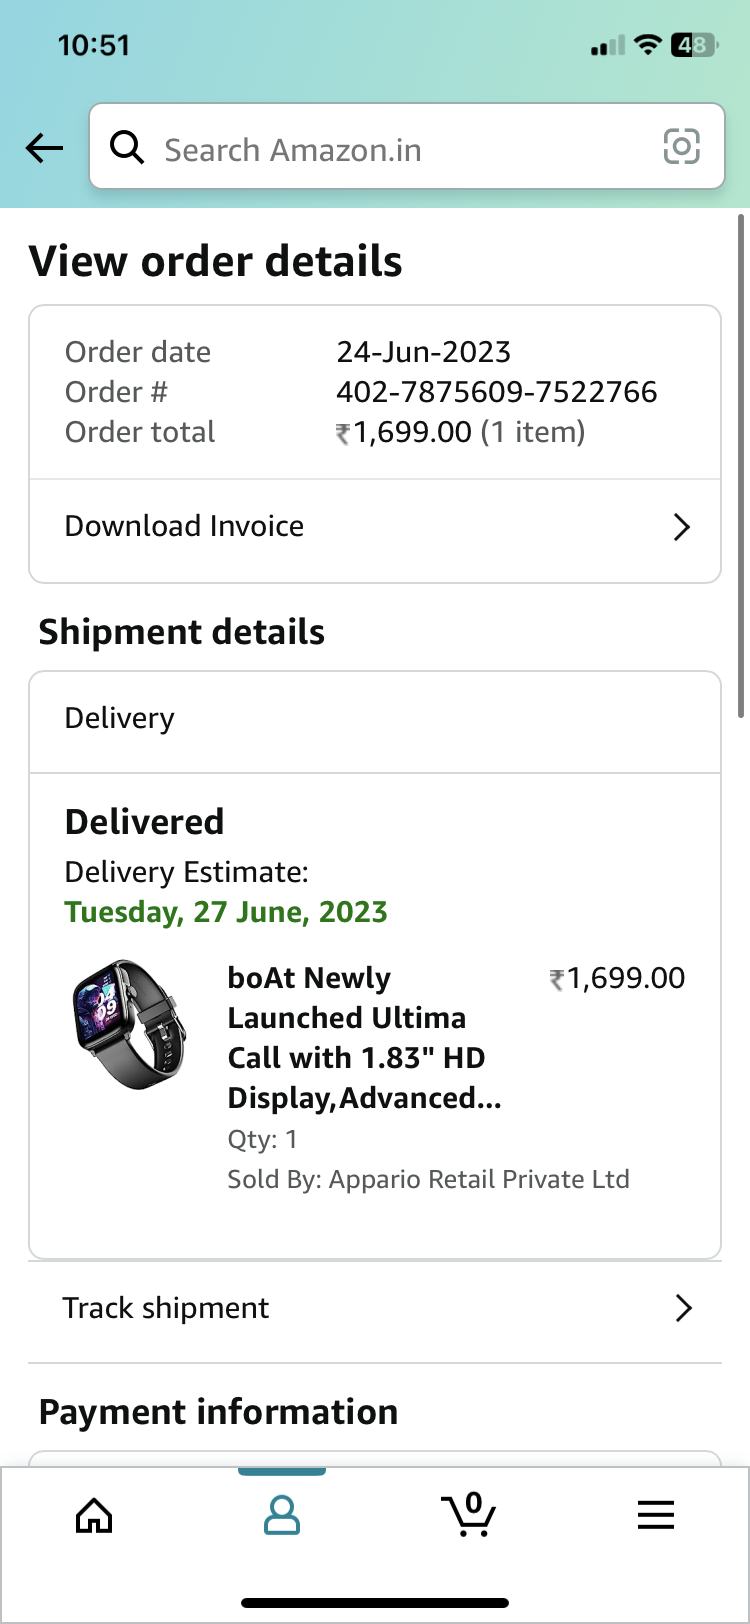 10:51
48
Search Amazon.in
View order details
Order date 24-Jun-2023
Order # 402-7875609-7522766
Order total ₹1,699.00 (1 item)
Download Invoice
Shipment details
Delivery
Delivered
Delivery Estimate:
Tuesday, 27 June, 2023
boAt Newly ₹1,699.00
Launched Ultima
Call with 1.83" HD
Display,Advanced...
Qty: 1
Sold By: Appario Retail Private Ltd
04
09
Track shipment
Payment information
0